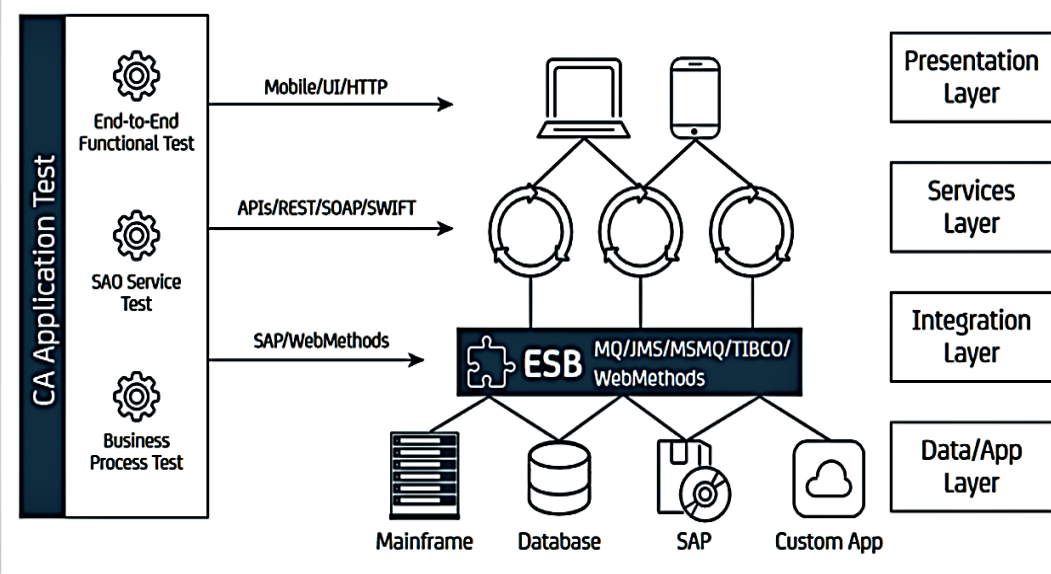 CA Application Test
End-to-End
Functional Test
SAO Service
Test
Business
Process Test
Mobile/UI/HTTP
APIs/REST/SOAP/SWIFT
SAP/WebMethods
ESB
MQ/JMS/MSMQ/TIBCO/
WebMethods
Mainframe
Database
SAP
Custom App
Presentation
Layer
Services
Layer
Integration
Layer
Data/App
Layer